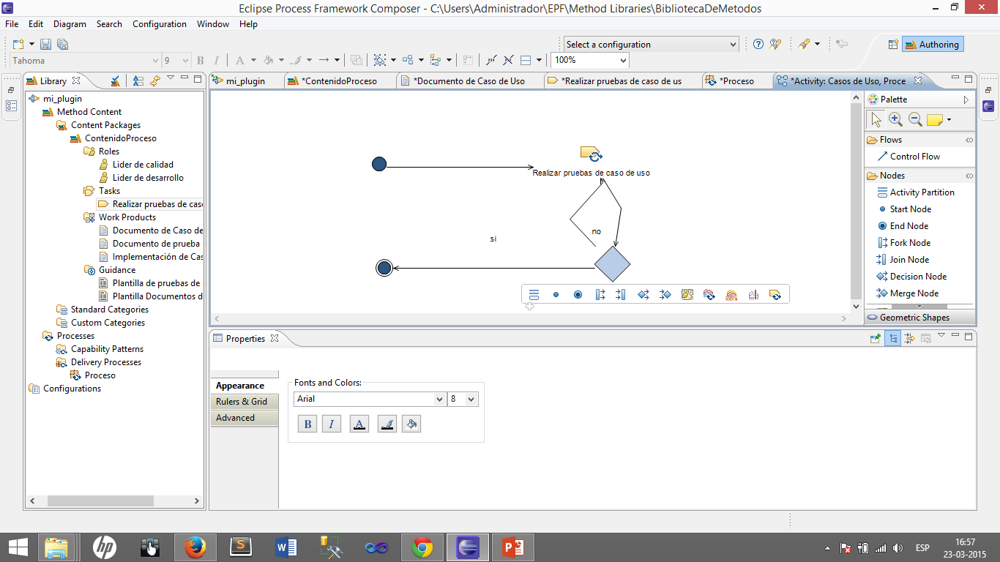 Eclipse Process Framework Composer - C:\Users\Administrador\EPF\Method Libraries\BibliotecaDeMetodos
File Edit Diagram Search Configuration Window Help
Select a configuration
Authoring
Tahoma 9 B I A 100%
Library
mi_plugin
Method Content
Content Packages
ContenidoProceso
Roles
Lider de calidad
Lider de desarrollo
Tasks
Realizar pruebas de caso
Work Products
Documento de Caso de
Documento de prueba
Implementación de Cas
Guidance
Plantilla de pruebas de
Plantilla Documentos d
Standard Categories
Custom Categories
Processes
Capability Patterns
Delivery Processes
Proceso
Configurations
mi_plugin *ContenidoProceso *Documento de Caso de Uso *Realizar pruebas de caso de us *Proceso *Activity: Casos de Uso, Proce
Realizar pruebas de caso de uso
no
si
Palette
Flows
Control Flow
Nodes
Activity Partition
Start Node
End Node
Fork Node
Join Node
Decision Node
Merge Node
Geometric Shapes
Properties
Appearance
Rulers & Grid
Advanced
Fonts and Colors:
Arial 8
B I A
hp
S
W
P
ESP
16:57
23-03-2015